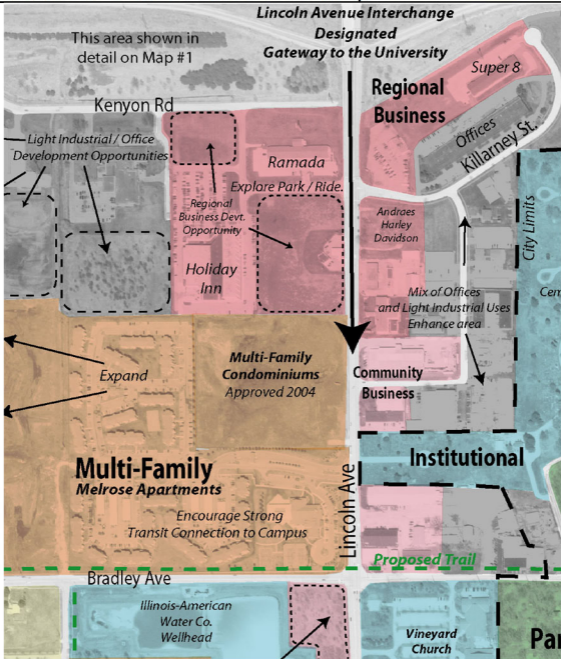 Lincoln Avenue Interchange
Designated
Gateway to the University
This area shown in
detail on Map #1
Super 8
Regional
Business
Kenyon Rd
Offices
Killarney St.
Light Industrial / Office
Development Opportunities
Ramada
Explore Park / Ride.
Regional
Business Devt.
Opportunity
Andraes
Harley
Davidson
City Limits
Holiday
Inn
Cem
Mix of Offices
and Light industrial Uses
Enhance area
Multi-Family
Condominiums
Approved 2004
Expand
Community
Business
Multi-Family
Melrose Apartments
Institutional
Lincoln Ave
Encourage Strong
Transit Connection to Campus
Proposed Trail
Bradley Ave
Illinois-American
Water Co.
Wellhead
Vineyard
Church
Par